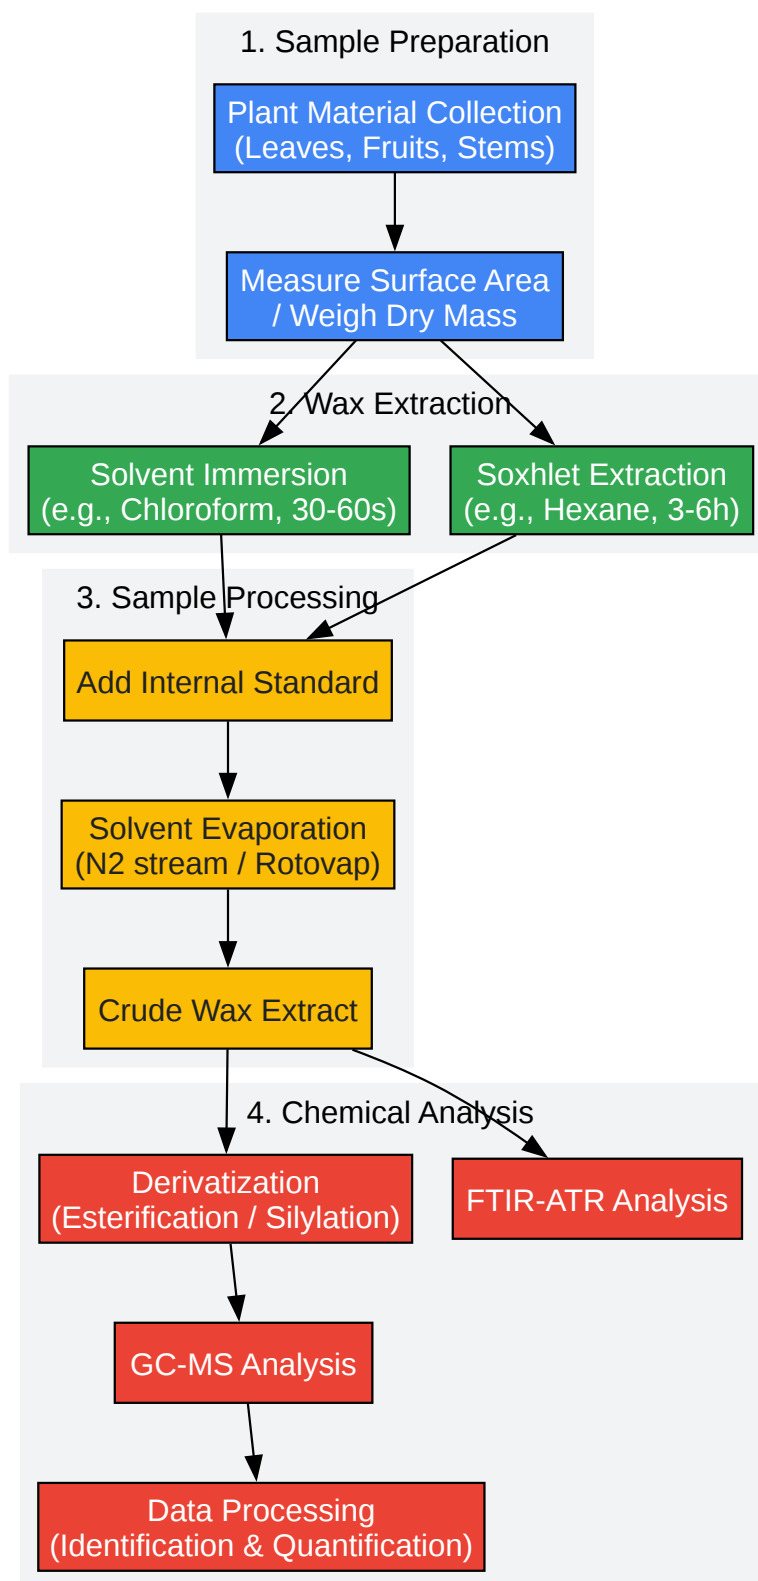 1. Sample Preparation
Plant Material Collection
(Leaves, Fruits, Stems)
Measure Surface Area
/ Weigh Dry Mass
2. Wax Extraction
Solvent Immersion
(e.g., Chloroform, 30-60s)
Soxhlet Extraction
(e.g., Hexane, 3-6h)
3. Sample Processing
Add Internal Standard
Solvent Evaporation
(N2 stream / Rotovap)
Crude Wax Extract
4. Chemical Analysis
Derivatization
(Esterification / Silylation)
FTIR-ATR Analysis
GC-MS Analysis
Data Processing
(Identification & Quantification)